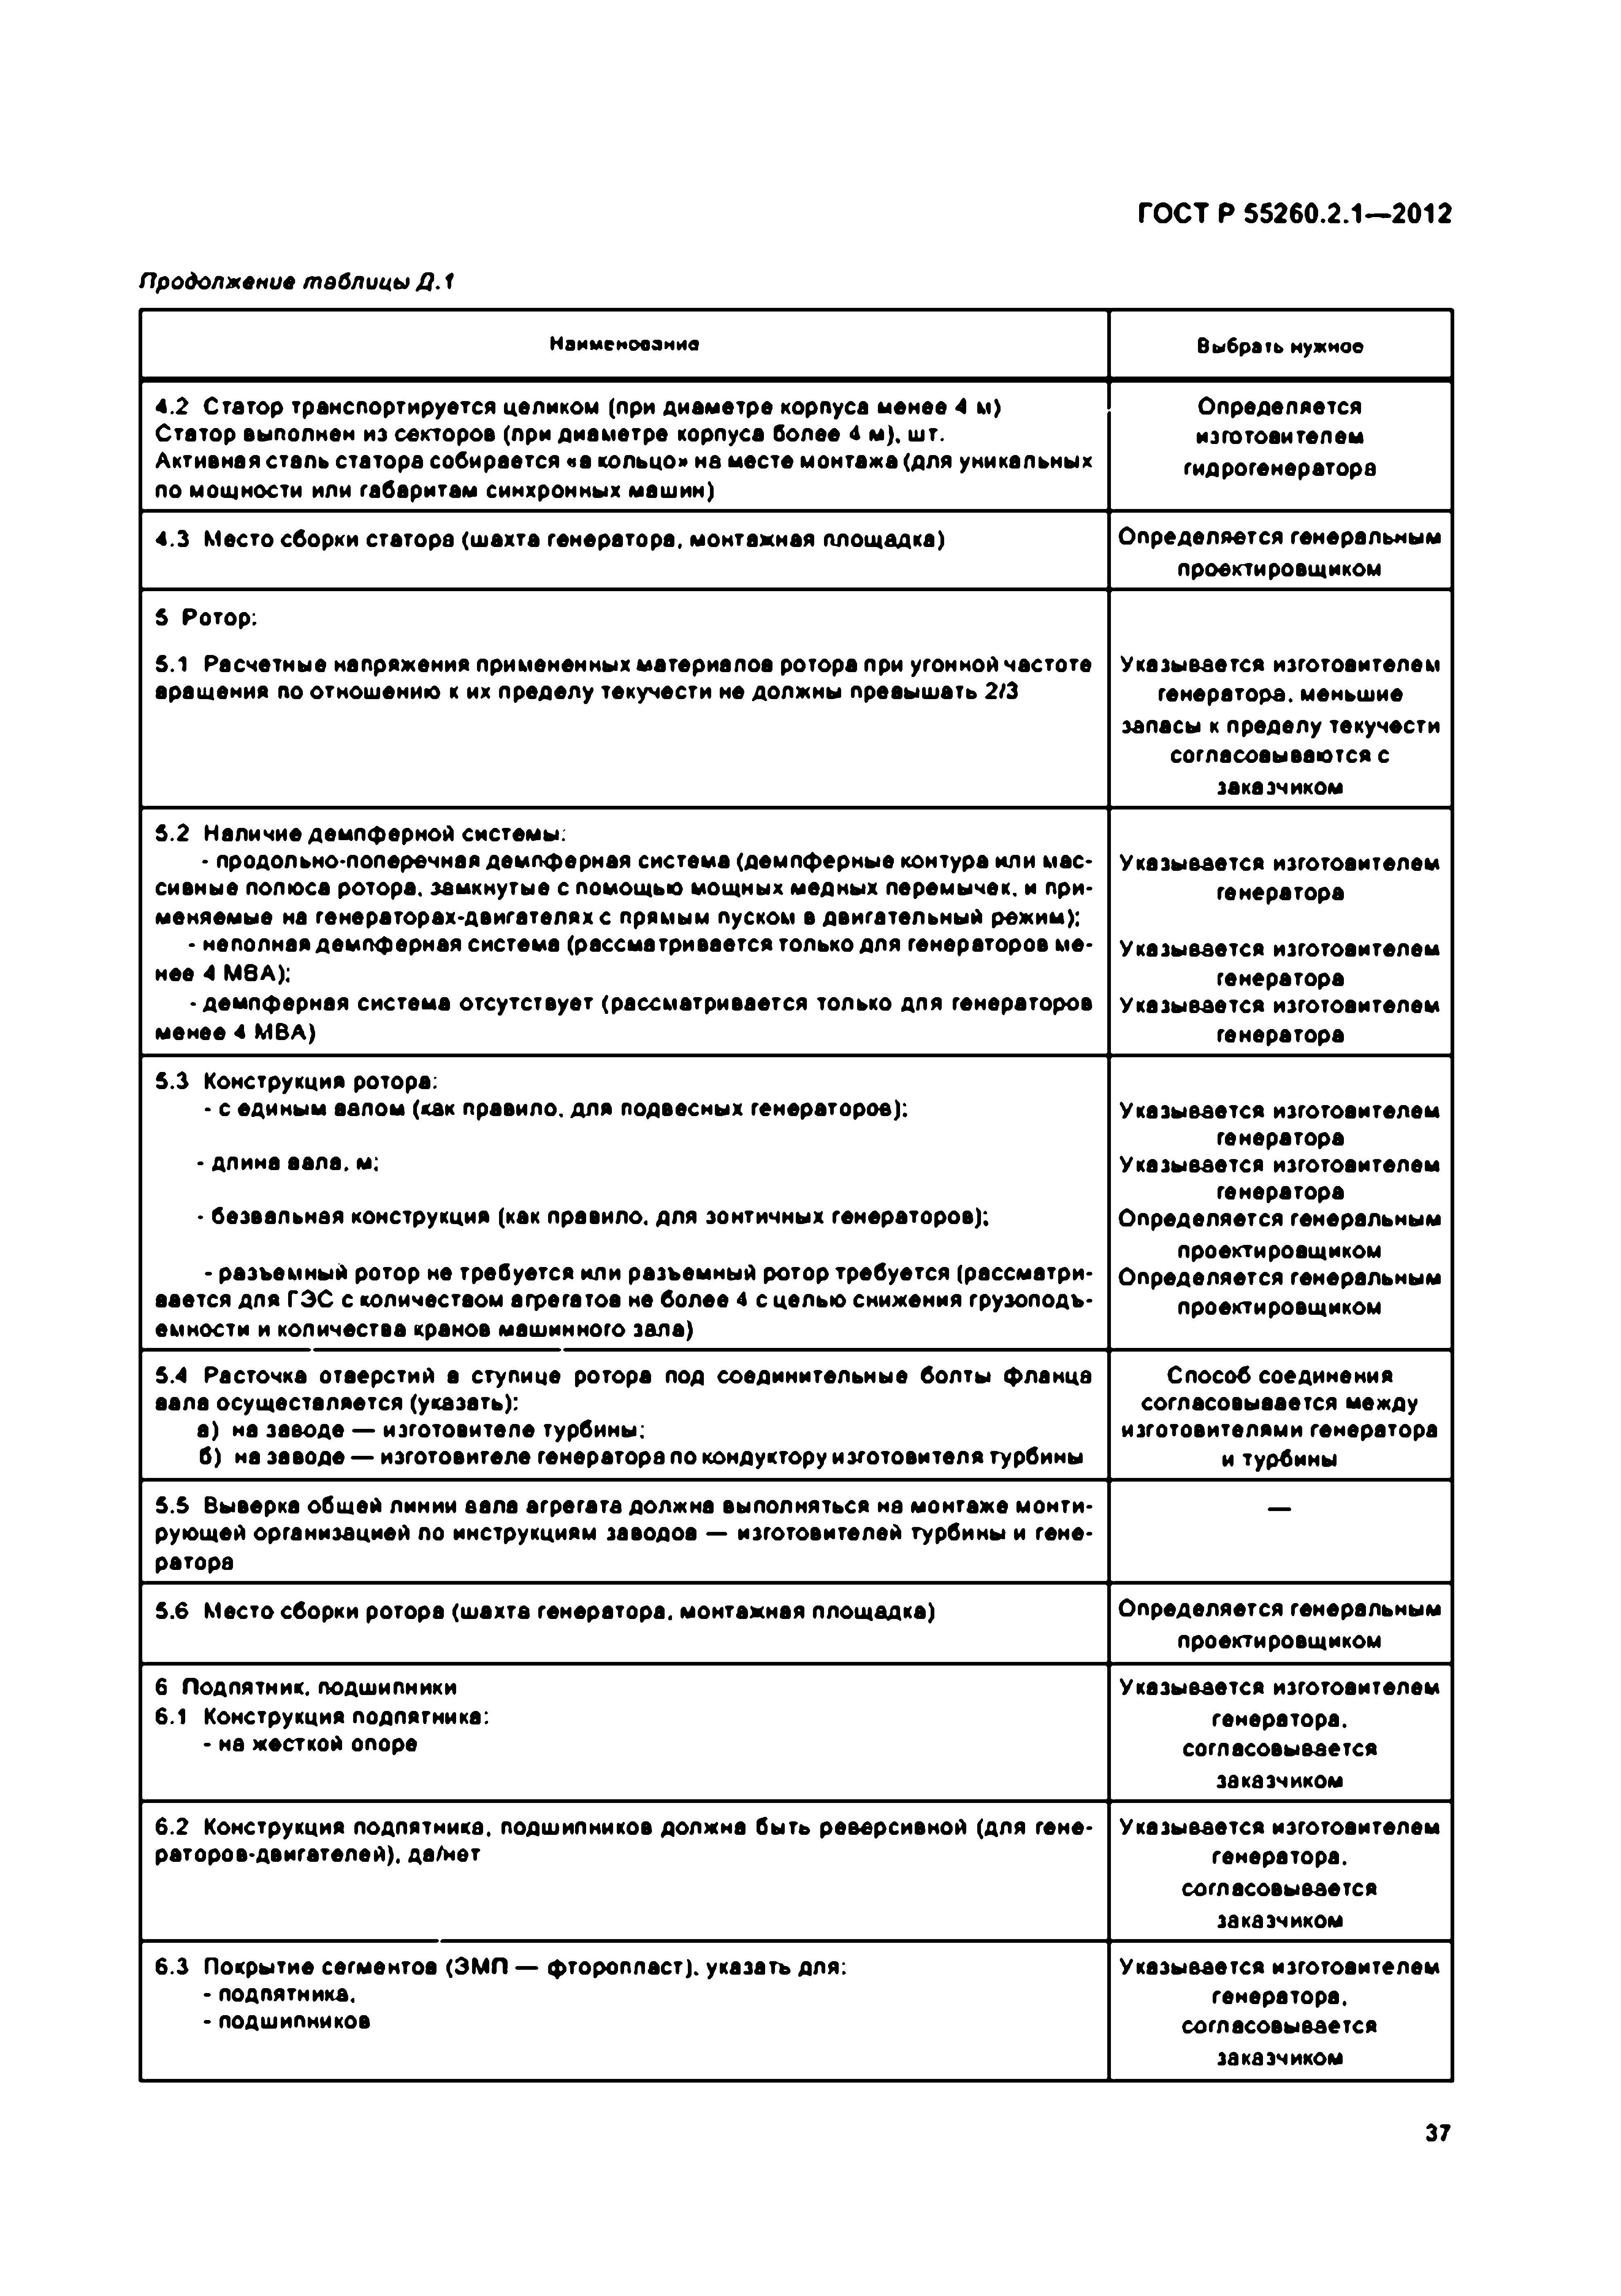 ГОСТ Р 55260.2.1—2012
Продолжение таблицы Д.1
Наименование
Выбрать нужное
4.2 Статор транспортируется целиком (при диаметре корпуса менее 4 м)
Статор выполнен из секторов (при диаметре корпуса более 4 м), шт.
Активная сталь статора собирается «в кольцо» на месте монтажа (для уникальных
по мощности или габаритам синхронных машин)
Определяется
изготовителем
гидрогенератора
4.3 Место сборки статора (шахта генератора, монтажная площадка)
Определяется генеральным
проектировщиком
5 Ротор:
5.1 Расчетные напряжения примененных материалов ротора при угонной частоте
вращения по отношению к их пределу текучести не должны превышать 2/3
Указывается изготовителем
генератора, меньшие
запасы к пределу текучести
согласовываются с
заказчиком
5.2 Наличие демпферной системы:
- продольно-поперечная демпферная система (демпферные контура или мас-
сивные полюса ротора, замкнутые с помощью мощных медных перемычек, и при-
меняемые на генераторах-двигателях с прямым пуском в двигательный режим);
- неполная демпферная система (рассматривается только для генераторов ме-
нее 4 МВА);
- демпферная система отсутствует (рассматривается только для генераторов
менее 4 МВА)
Указывается изготовителем
генератора
Указывается изготовителем
генератора
Указывается изготовителем
генератора
5.3 Конструкция ротора:
- с единым валом (как правило, для подвесных генераторов);
- длина вала, м;
- безвальная конструкция (как правило, для зонтичных генераторов);
- разъемный ротор не требуется или разъемный ротор требуется (рассматри-
вается для ГЭС с количеством агрегатов не более 4 с целью снижения грузоподъ-
емности и количества кранов машинного зала)
Указывается изготовителем
генератора
Указывается изготовителем
генератора
Определяется генеральным
проектировщиком
Определяется генеральным
проектировщиком
5.4 Расточка отверстий в ступице ротора под соединительные болты фланца
вала осуществляется (указать):
а) на заводе — изготовителе турбины;
б) на заводе — изготовителе генератора по кондуктору изготовителя турбины
Способ соединения
согласовывается между
изготовителями генератора
и турбины
5.5 Выверка общей линии вала агрегата должна выполняться на монтаже монти-
рующей организацией по инструкциям заводов — изготовителей турбины и гене-
ратора
—
5.6 Место сборки ротора (шахта генератора, монтажная площадка)
Определяется генеральным
проектировщиком
6 Подпятник, подшипники
6.1 Конструкция подпятника:
- на жесткой опоре
Указывается изготовителем
генератора,
согласовывается
заказчиком
6.2 Конструкция подпятника, подшипников должна быть реверсивной (для гене-
раторов-двигателей), да/нет
Указывается изготовителем
генератора,
согласовывается
заказчиком
6.3 Покрытие сегментов (ЭМП — фторопласт), указать для:
- подпятника,
- подшипников
Указывается изготовителем
генератора,
согласовывается
заказчиком
37